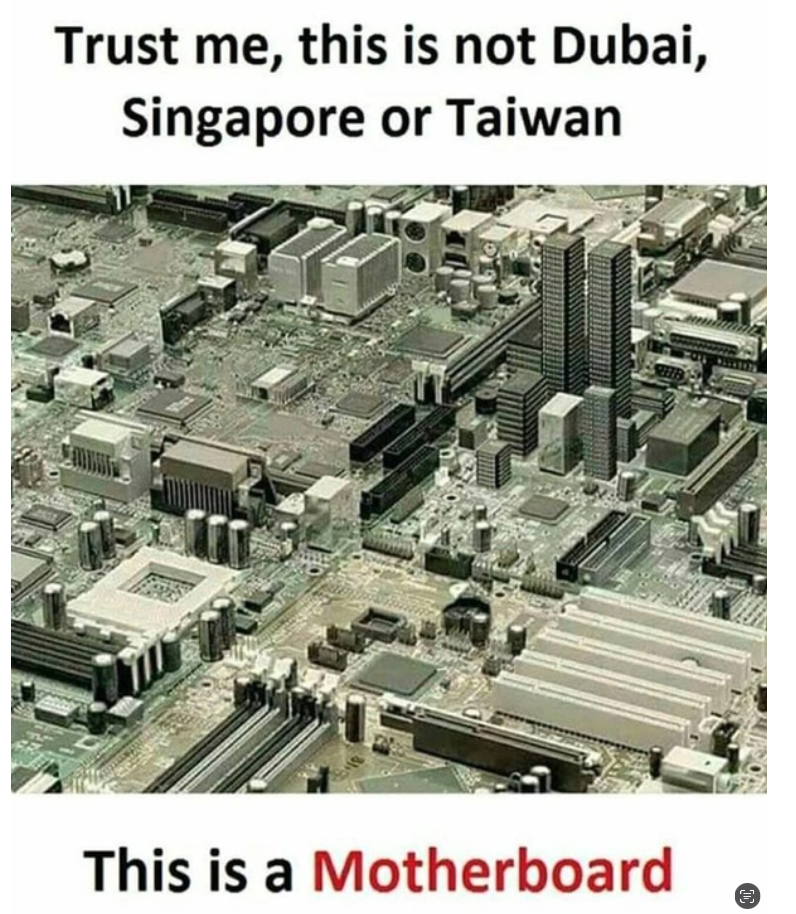 Trust me, this is not Dubai,
Singapore or Taiwan
This is a Motherboard